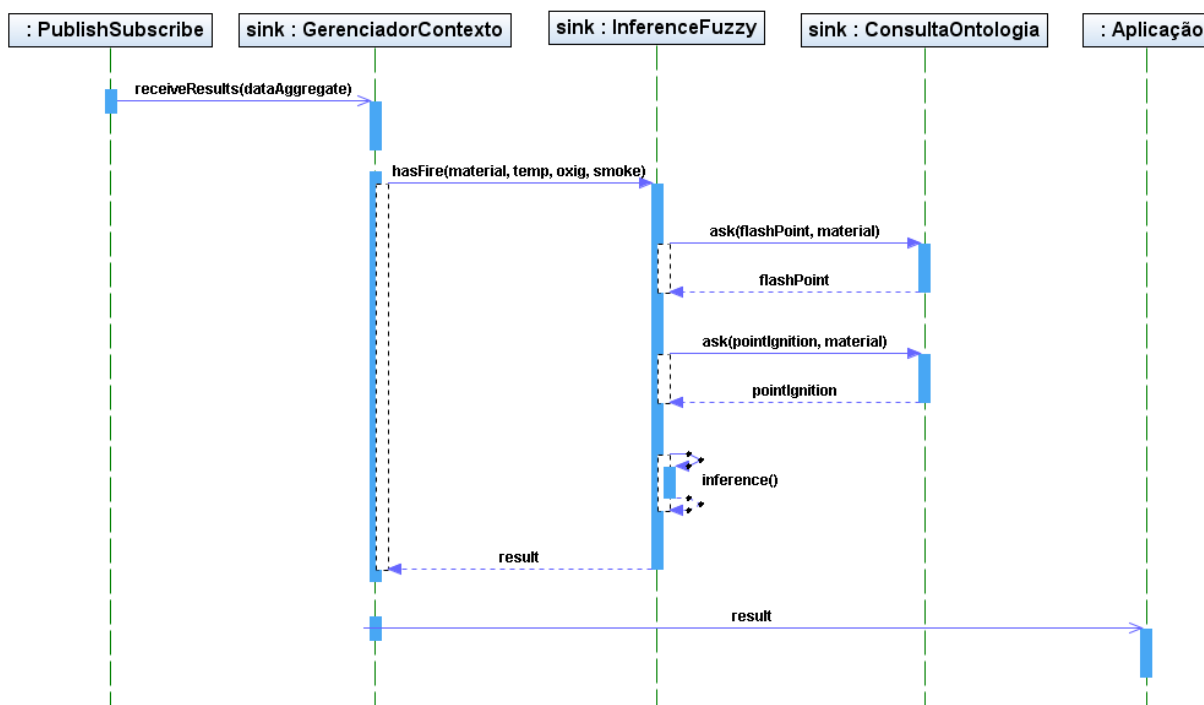 : PublishSubscribe
sink : GerenciadorContexto
sink : InferenceFuzzy
sink : ConsultaOntologia
: Aplicação
receiveResults(dataAggregate)
hasFire(material, temp, oxig, smoke)
ask(flashPoint, material)
flashPoint
ask(pointIgnition, material)
pointIgnition
inference()
result
result